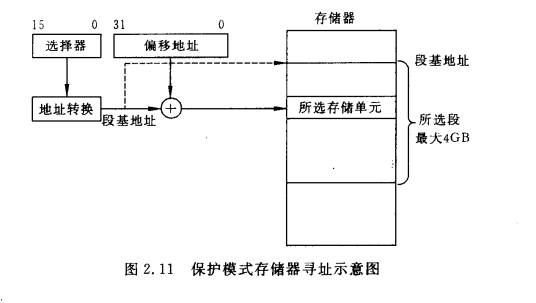 存储器
15 0 31 0
选择器 偏移地址
段基地址
地址转换 段基地址 + 所选存储单元
所选段
最大4GB
图 2.11 保护模式存储器寻址示意图